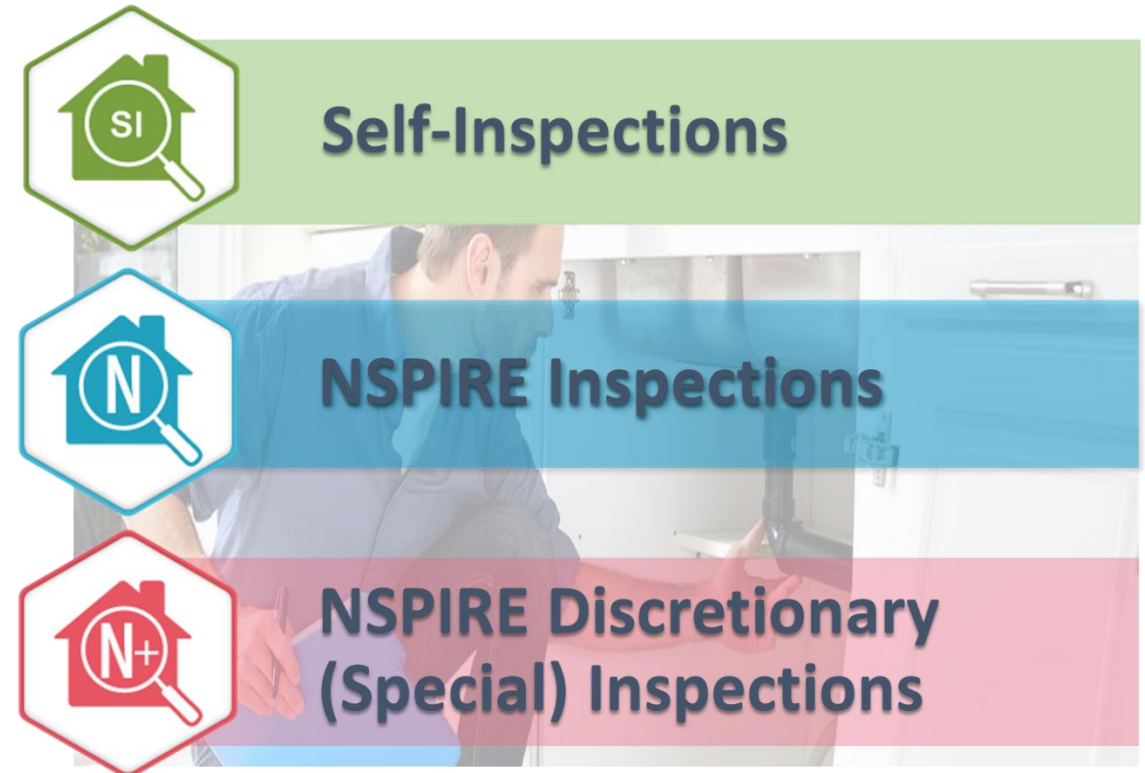 SI
Self-Inspections
N
NSPIRE Inspections
N+
NSPIRE Discretionary
(Special) Inspections